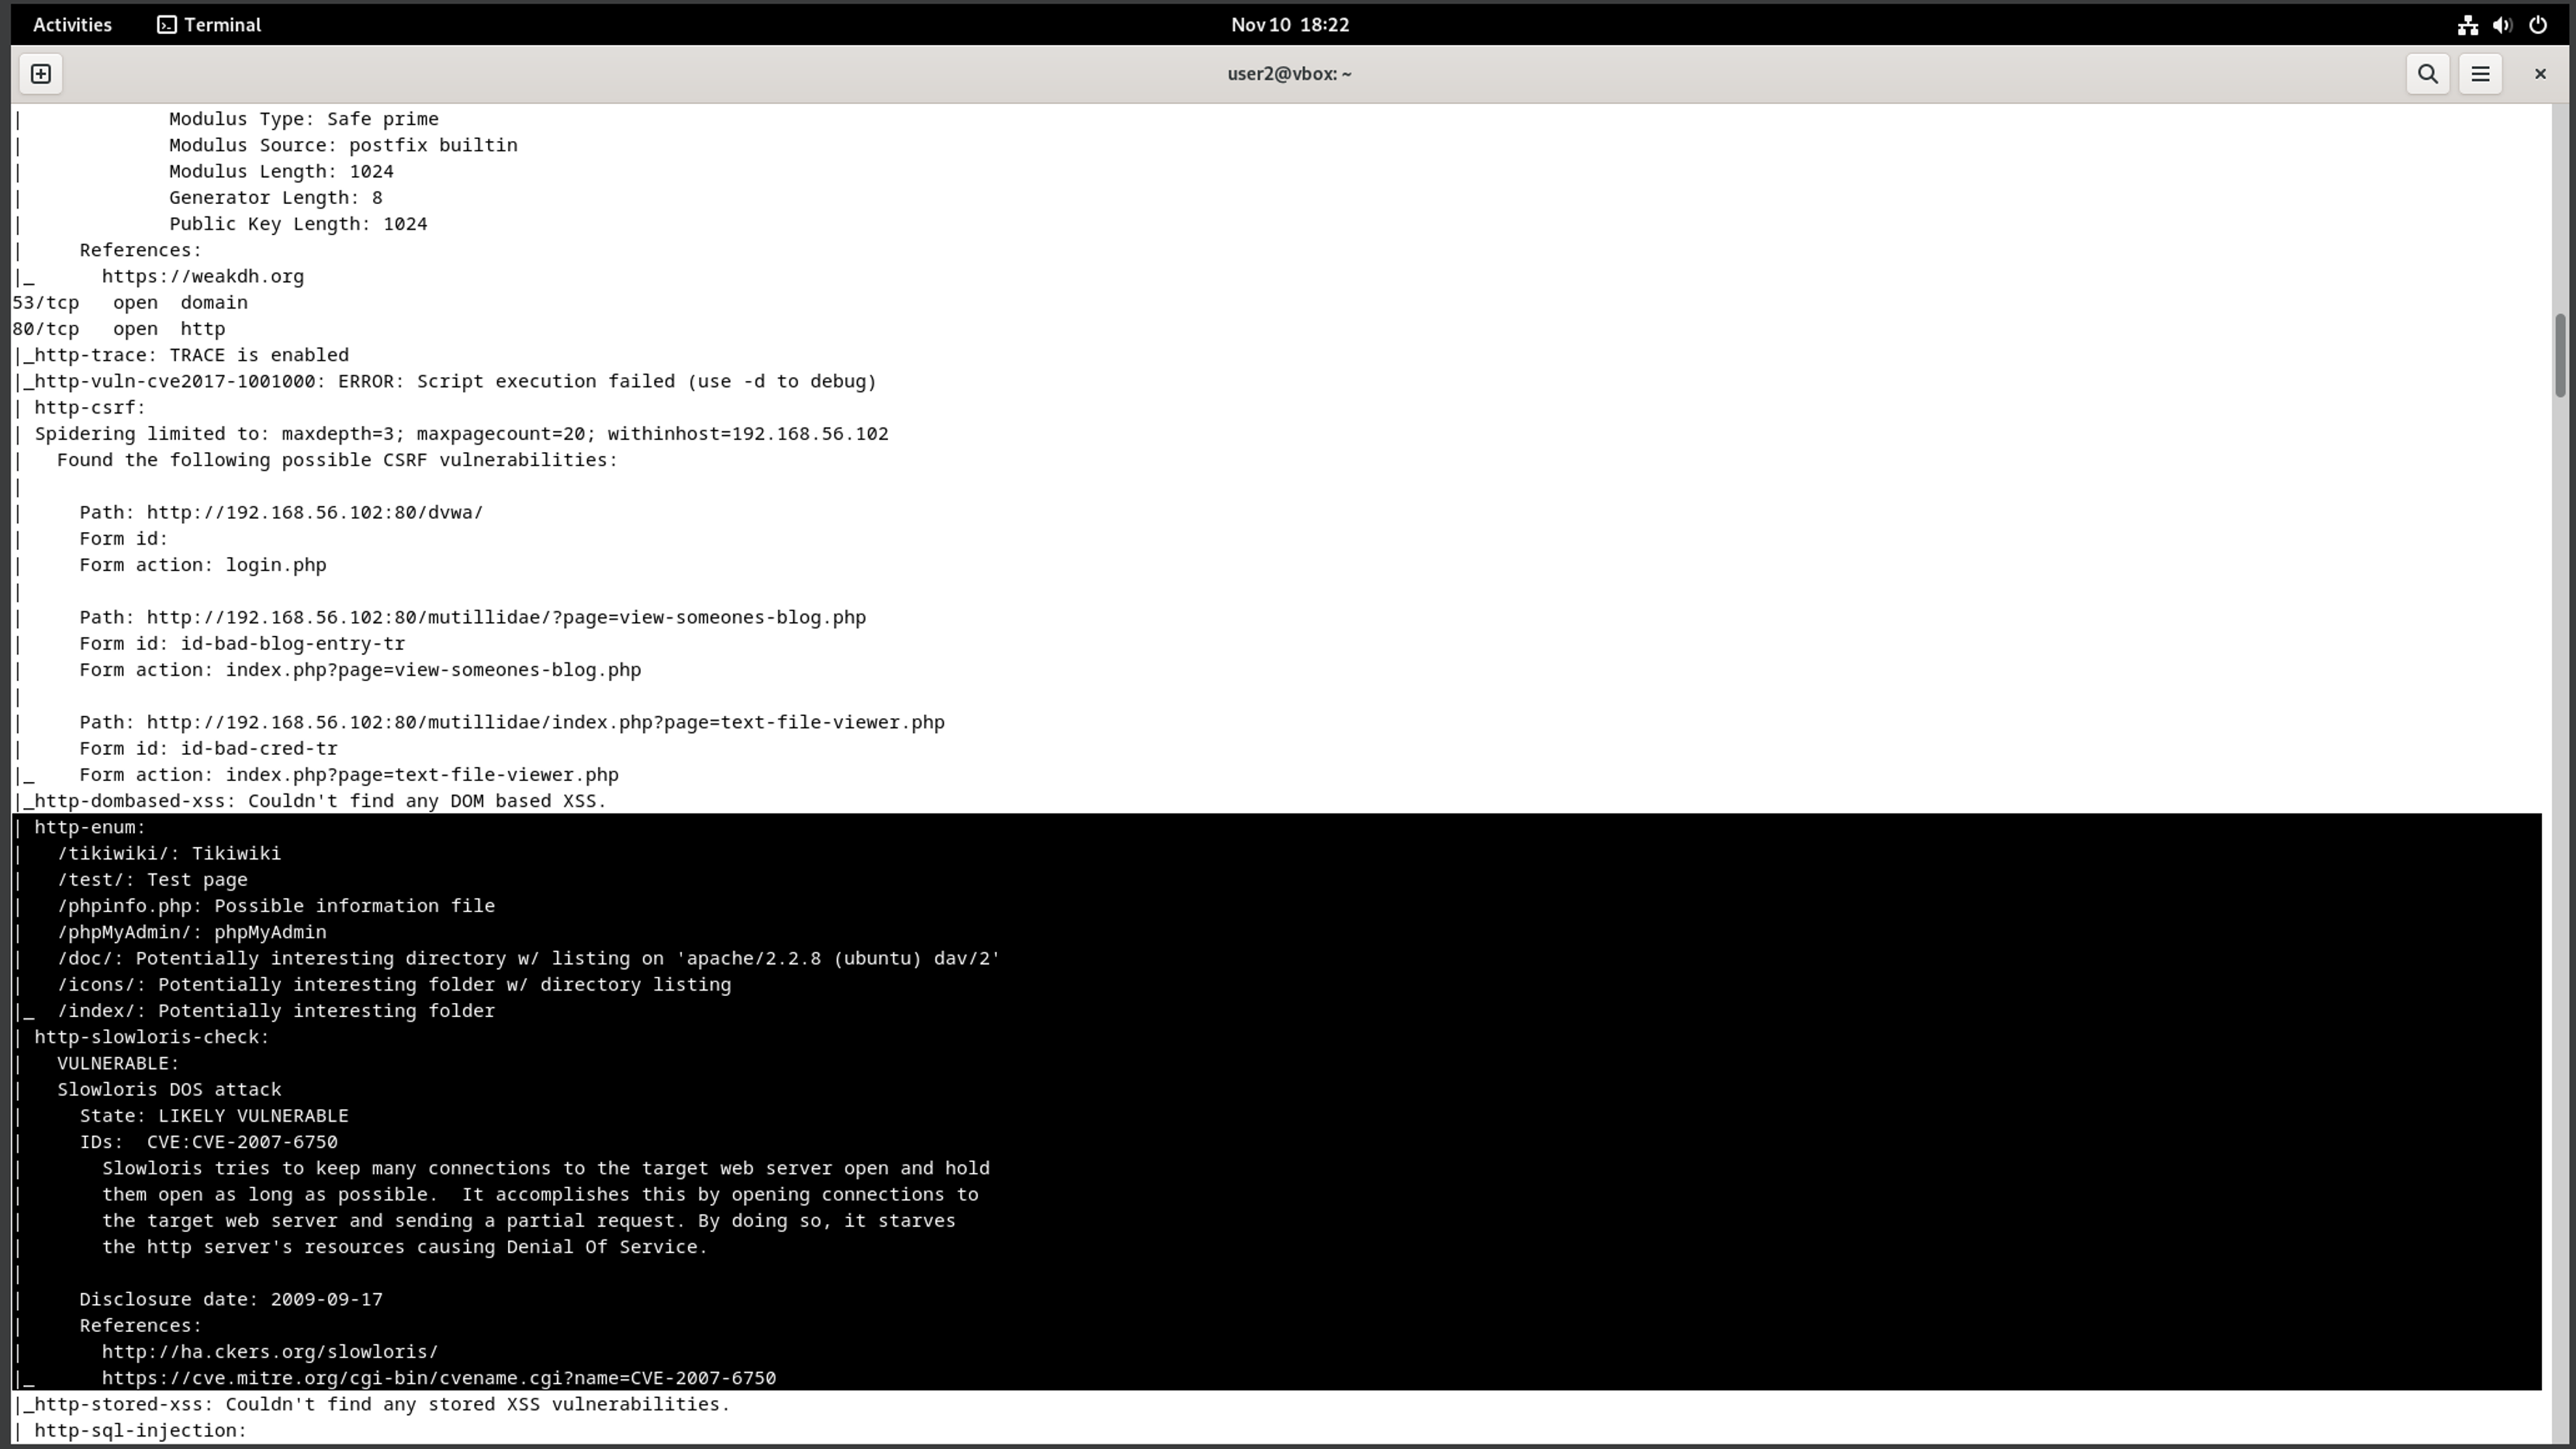 Activities Terminal Nov 10 18:22
user2@vbox: ~
|             Modulus Type: Safe prime
|             Modulus Source: postfix builtin
|             Modulus Length: 1024
|             Generator Length: 8
|             Public Key Length: 1024
|     References:
|_      https://weakdh.org
53/tcp   open  domain
80/tcp   open  http
|_http-trace: TRACE is enabled
|_http-vuln-cve2017-1001000: ERROR: Script execution failed (use -d to debug)
| http-csrf:
| Spidering limited to: maxdepth=3; maxpagecount=20; withinhost=192.168.56.102
|   Found the following possible CSRF vulnerabilities:
|
|     Path: http://192.168.56.102:80/dvwa/
|     Form id:
|     Form action: login.php
|
|     Path: http://192.168.56.102:80/mutillidae/?page=view-someones-blog.php
|     Form id: id-bad-blog-entry-tr
|     Form action: index.php?page=view-someones-blog.php
|
|     Path: http://192.168.56.102:80/mutillidae/index.php?page=text-file-viewer.php
|     Form id: id-bad-cred-tr
|_    Form action: index.php?page=text-file-viewer.php
|_http-dombased-xss: Couldn't find any DOM based XSS.
| http-enum:
|   /tikiwiki/: Tikiwiki
|   /test/: Test page
|   /phpinfo.php: Possible information file
|   /phpMyAdmin/: phpMyAdmin
|   /doc/: Potentially interesting directory w/ listing on 'apache/2.2.8 (ubuntu) dav/2'
|   /icons/: Potentially interesting folder w/ directory listing
|_  /index/: Potentially interesting folder
| http-slowloris-check:
|   VULNERABLE:
|   Slowloris DOS attack
|     State: LIKELY VULNERABLE
|     IDs:  CVE:CVE-2007-6750
|       Slowloris tries to keep many connections to the target web server open and hold
|       them open as long as possible.  It accomplishes this by opening connections to
|       the target web server and sending a partial request. By doing so, it starves
|       the http server's resources causing Denial Of Service.
|
|     Disclosure date: 2009-09-17
|     References:
|       http://ha.ckers.org/slowloris/
|_      https://cve.mitre.org/cgi-bin/cvename.cgi?name=CVE-2007-6750
|_http-stored-xss: Couldn't find any stored XSS vulnerabilities.
| http-sql-injection: